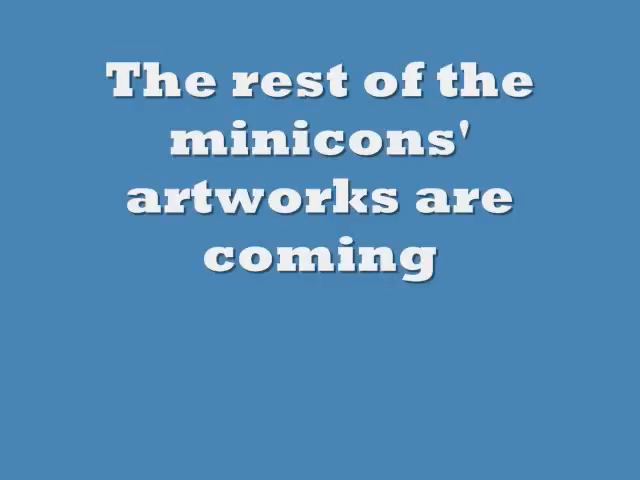 The rest of the
minicons'
artworks are
coming